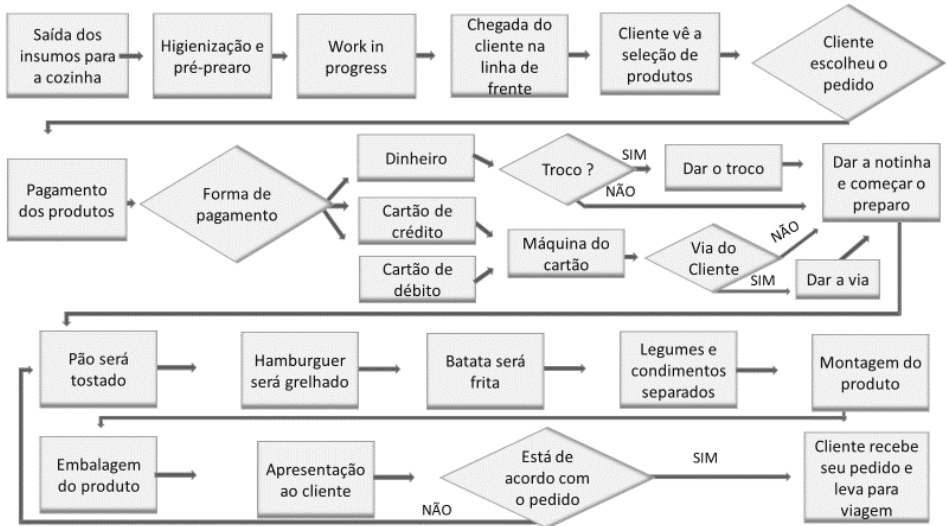 Saída dos
insumos para
a cozinha
Higienização e
pré-prearo
Work in
progress
Chegada do
cliente na
linha de
frente
Cliente vê a
seleção de
produtos
Cliente
escolheu o
pedido
Pagamento
dos produtos
Forma de
pagamento
Dinheiro
Cartão de
crédito
Cartão de
débito
Troco ?
SIM
NÃO
Dar o troco
Máquina do
cartão
Via do
Cliente
NÃO
SIM
Dar a via
Dar a notinha
e começar o
preparo
Pão será
tostado
Hamburguer
será grelhado
Batata será
frita
Legumes e
condimentos
separados
Montagem do
produto
Embalagem
do produto
Apresentação
ao cliente
Está de
acordo com
o pedido
SIM
NÃO
Cliente recebe
seu pedido e
leva para
viagem